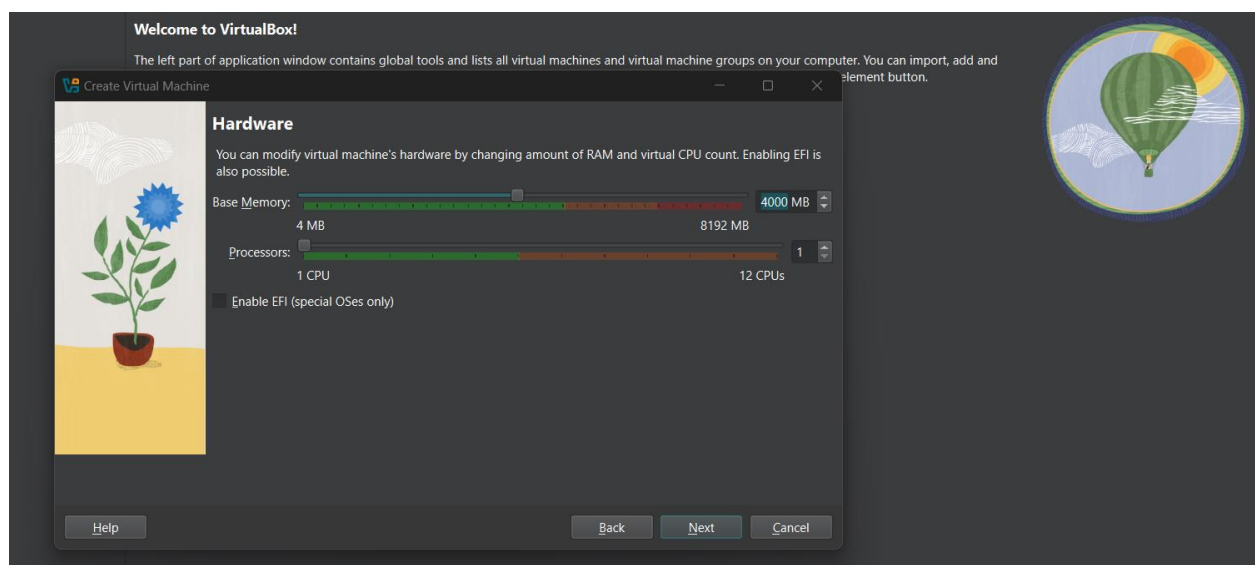 Welcome to VirtualBox!
The left part of application window contains global tools and lists all virtual machines and virtual machine groups on your computer. You can import, add and
element button.
Create Virtual Machine
Hardware
You can modify virtual machine's hardware by changing amount of RAM and virtual CPU count. Enabling EFI is
also possible.
Base Memory:
4000 MB
4 MB
8192 MB
Processors:
1
1 CPU
12 CPUs
Enable EFI (special OSes only)
Help
Back
Next
Cancel